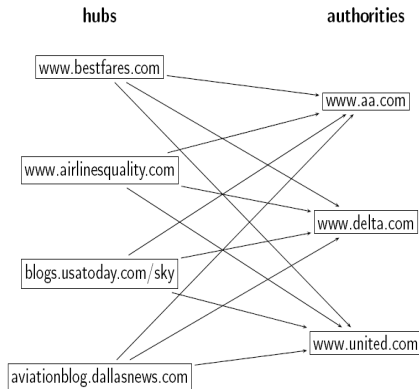 hubs
authorities
www.bestfares.com
www.aa.com
www.airlinesquality.com
www.delta.com
blogs.usatoday.com/sky
www.united.com
aviationblog.dallasnews.com